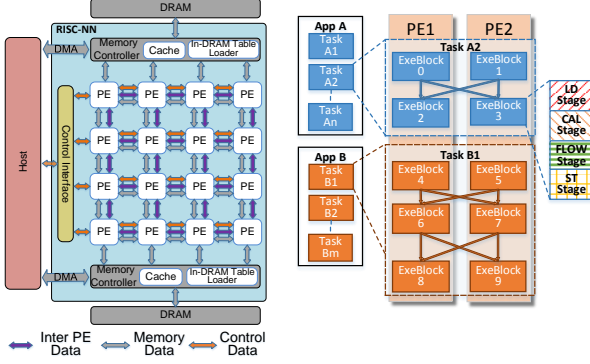 DRAM
RISC-NN
DMA
Memory
Controller
Cache
In-DRAM Table
Loader
Host
Control Interface
PE PE PE PE
PE PE PE PE
PE PE PE PE
PE PE PE PE
DMA
Memory
Controller
Cache
In-DRAM Table
Loader
DRAM
Inter PE
Data
Memory
Data
Control
Data
App A
Task
A1
Task
A2
Task
An
App B
Task
B1
Task
B2
Task
Bm
PE1
PE2
Task A2
ExeBlock
0
ExeBlock
1
ExeBlock
2
ExeBlock
3
Task B1
ExeBlock
4
ExeBlock
5
ExeBlock
6
ExeBlock
7
ExeBlock
8
ExeBlock
9
LD
Stage
CAL
Stage
FLOW
Stage
ST
Stage